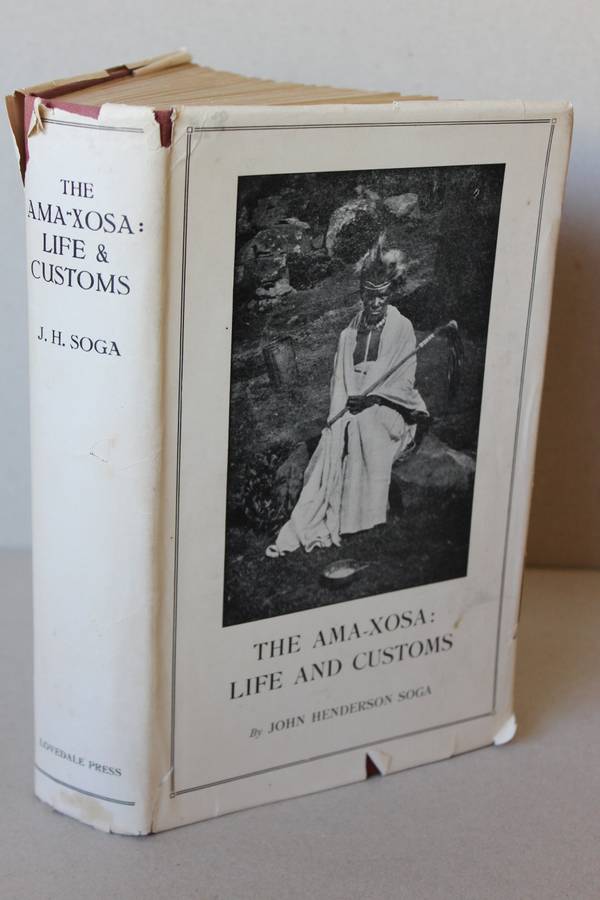 THE
AMA-XOSA:
LIFE &
CUSTOMS
J. H. SOGA
LOVEDALE PRESS
THE AMA-XOSA:
LIFE AND CUSTOMS
By JOHN HENDERSON SOGA